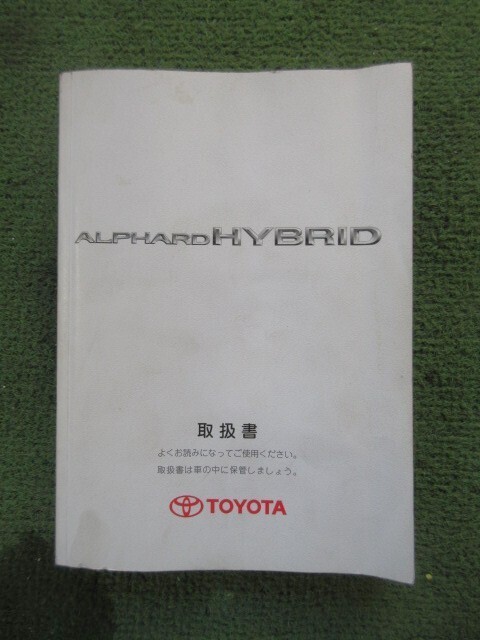 ALPHARD HYBRID
取扱書
よくお読みになってご使用ください。
取扱書は車の中に保管しましょう。
TOYOTA